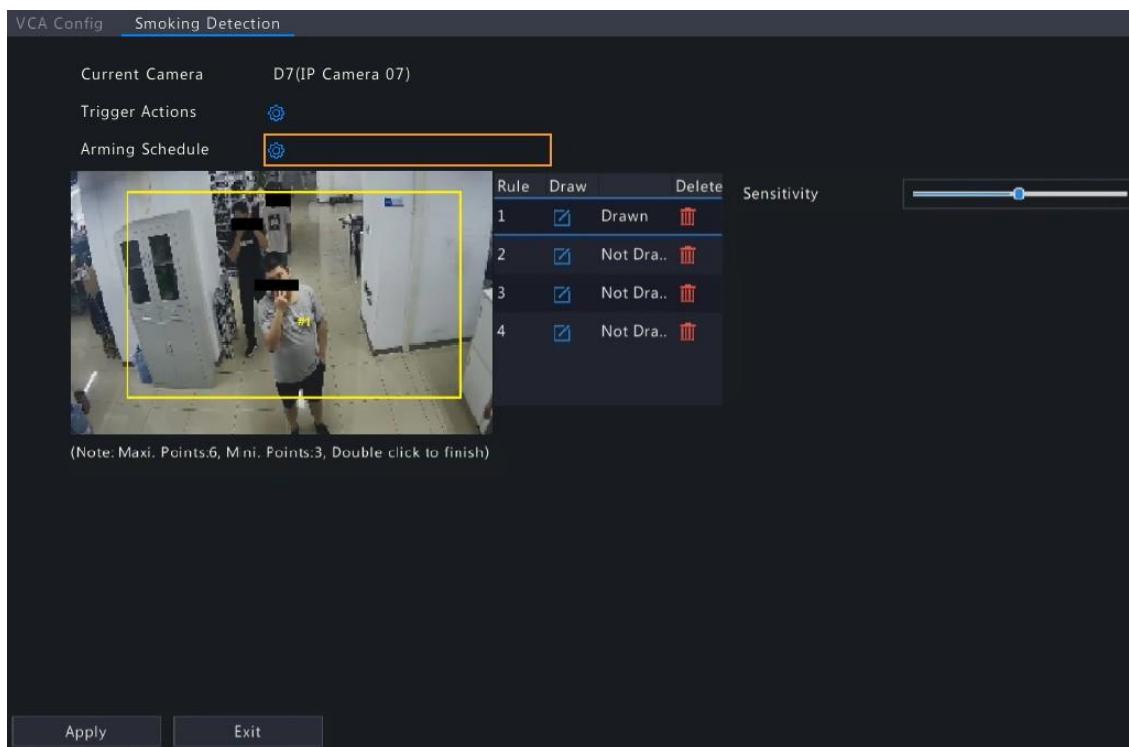 VCA Config Smoking Detection
Current Camera D7(IP Camera 07)
Trigger Actions
Arming Schedule
Rule Draw Delete
Sensitivity
1 Drawn
2 Not Dra..
3 Not Dra..
4 Not Dra..
#1
(Note: Maxi. Points:6, Mini. Points:3, Double click to finish)
Apply Exit